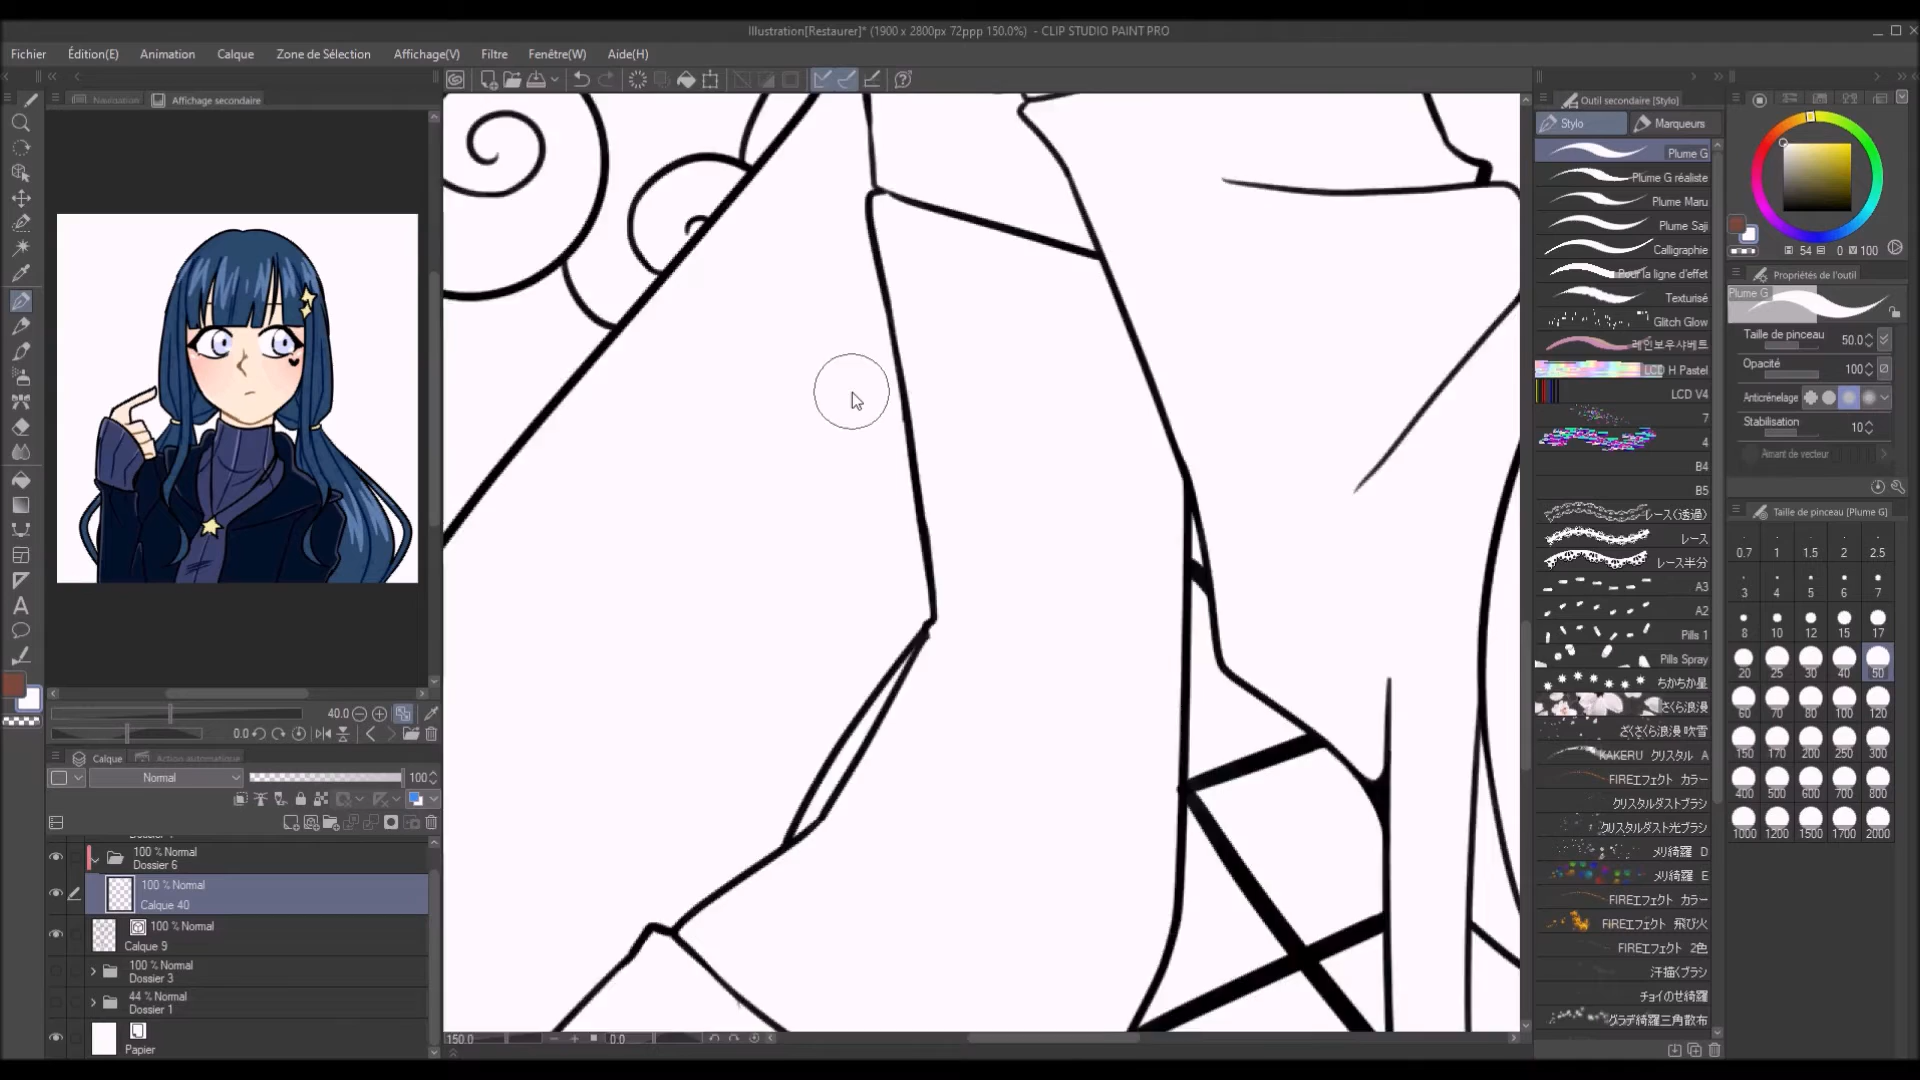 Illustration[Restaurer]* (1900 x 2800px 72ppp 150.0%) - CLIP STUDIO PAINT PRO
Fichier Édition(E) Animation Calque Zone de Sélection Affichage(V) Filtre Fenêtre(W) Aide(H)
Navigation Affichage secondaire
40.0
0.0
Calque Action automatique
Normal 100
100 % Normal
Dossier 6
100 % Normal
Calque 40
100 % Normal
Calque 9
100 % Normal
Dossier 3
44 % Normal
Dossier 1
Papier
150.0 0.0
Outil secondaire [Stylo]
Stylo Marqueurs
Plume G
Plume G réaliste
Plume Maru
Plume Saji
Calligraphie
Pour la ligne d'effet
Texturisé
Glitch Glow
레인보우샤베트
LCD H Pastel
LCD V4
7
4
B4
B5
レース(透過)
レース
レース半分
A3
A2
Pills 1
Pills Spray
ちかちか星
さくら浪漫
ざくざくら浪漫 吹雪
KAKERU クリスタル A
FIREエフェクト カラー
クリスタルダストブラシ
クリスタルダスト光ブラシ
メリ綺羅 D
メリ綺羅 E
FIREエフェクト カラー
FIREエフェクト 飛び火
FIREエフェクト 2色
汗描くブラシ
チョイのせ綺羅
グラデ綺羅三角散布
54 0 100
Propriétés de l'outil
Plume G
Taille de pinceau 50.0
Opacité 100
Anticrénelage
Stabilisation 10
Aimant de vecteur
Taille de pinceau [Plume G]
0.7 1 1.5 2 2.5
3 4 5 6 7
8 10 12 15 17
20 25 30 40 50
60 70 80 100 120
150 170 200 250 300
400 500 600 700 800
1000 1200 1500 1700 2000